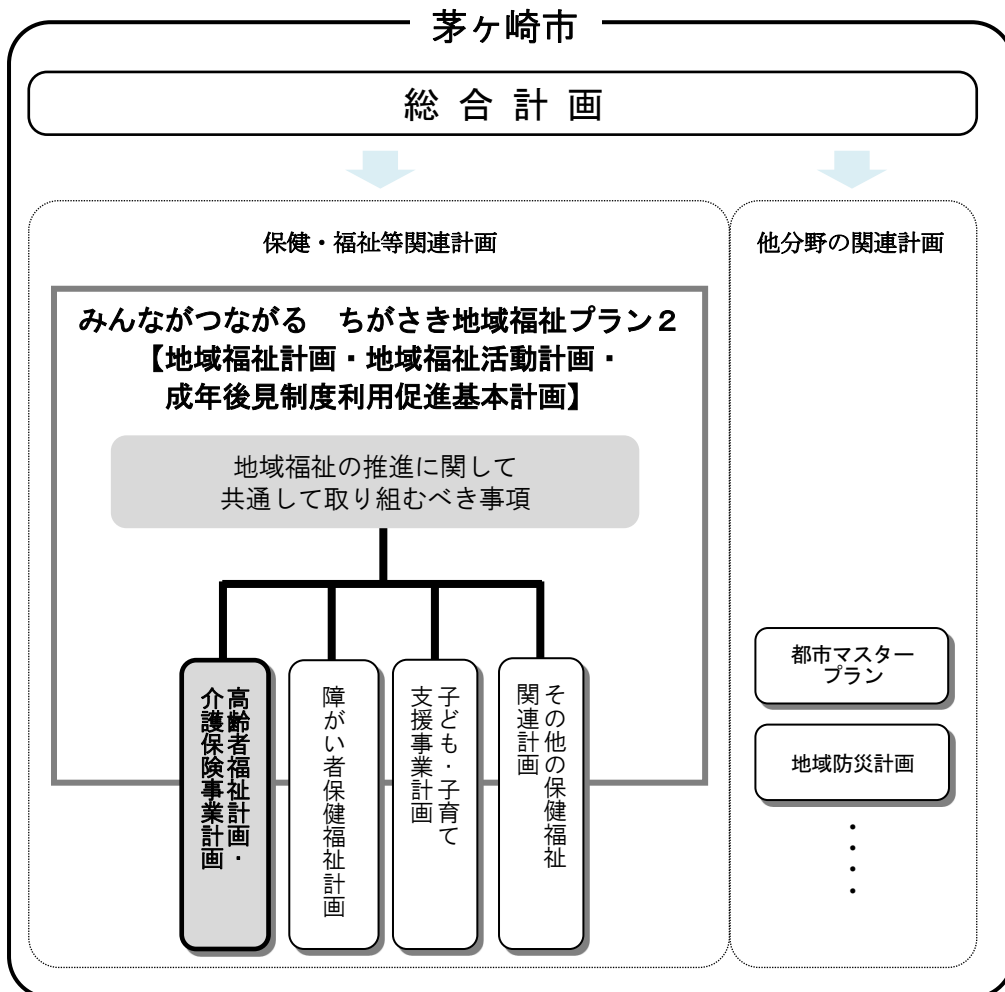 茅ヶ崎市
総合計画
保健・福祉等関連計画
みんながつながる　ちがさき地域福祉プラン２
【地域福祉計画・地域福祉活動計画・
成年後見制度利用促進基本計画】
地域福祉の推進に関して
共通して取り組むべき事項
高齢者福祉計画・
介護保険事業計画
障がい者保健福祉計画
子ども・子育て
支援事業計画
その他の保健福祉
関連計画
他分野の関連計画
都市マスター
プラン
地域防災計画
・・・・